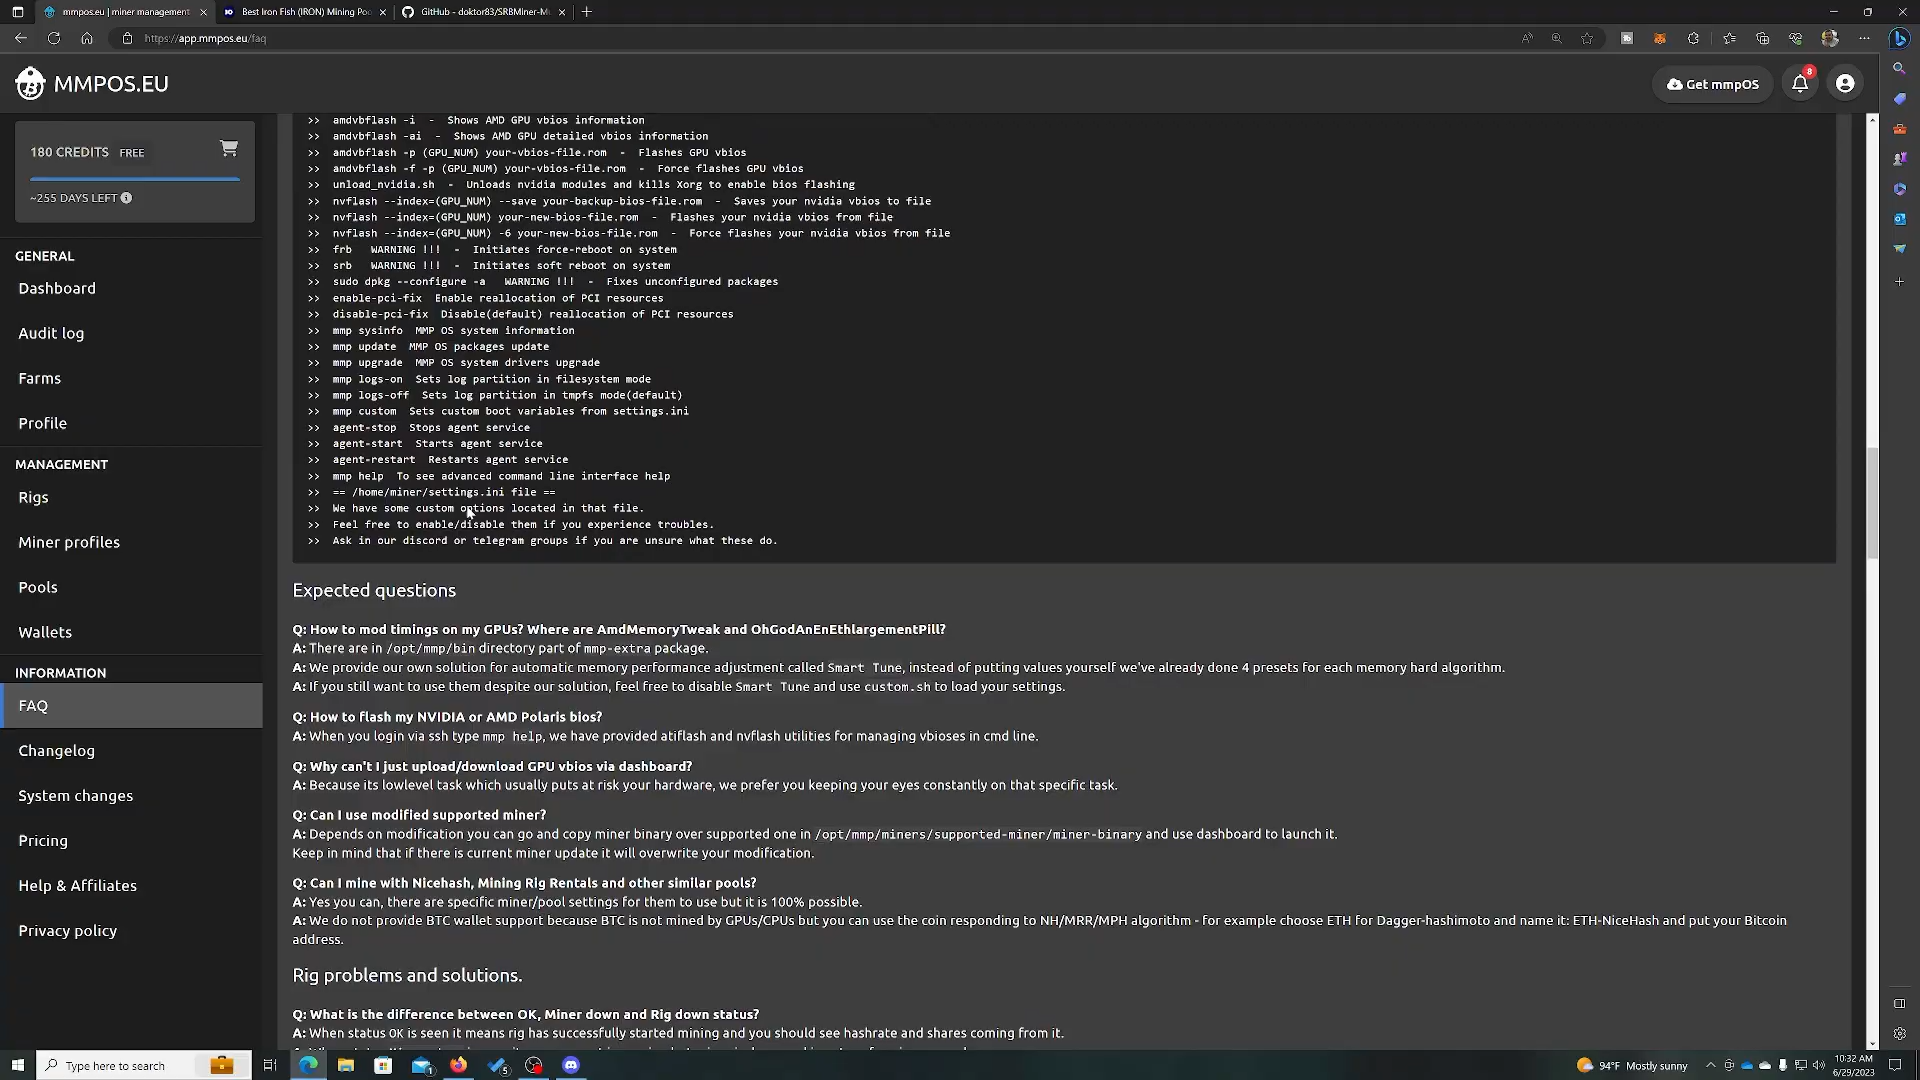 mmpos.eu | miner management
Best Iron Fish (IRON) Mining Poo
GitHub - doktor83/SRBMiner-Mu
https://app.mmpos.eu/faq
MMPOS.EU
Get mmpOS
8
180 CREDITS FREE
~255 DAYS LEFT
GENERAL
Dashboard
Audit log
Farms
Profile
MANAGEMENT
Rigs
Miner profiles
Pools
Wallets
INFORMATION
FAQ
Changelog
System changes
Pricing
Help & Affiliates
Privacy policy
>> amdvbflash -i - Shows AMD GPU vbios information
>> amdvbflash -ai - Shows AMD GPU detailed vbios information
>> amdvbflash -p (GPU_NUM) your-vbios-file.rom - Flashes GPU vbios
>> amdvbflash -f -p (GPU_NUM) your-vbios-file.rom - Force flashes GPU vbios
>> unload_nvidia.sh - Unloads nvidia modules and kills Xorg to enable bios flashing
>> nvflash --index=(GPU_NUM) --save your-backup-bios-file.rom - Saves your nvidia vbios to file
>> nvflash --index=(GPU_NUM) your-new-bios-file.rom - Flashes your nvidia vbios from file
>> nvflash --index=(GPU_NUM) -6 your-new-bios-file.rom - Force flashes your nvidia vbios from file
>> frb WARNING !!! - Initiates force-reboot on system
>> srb WARNING !!! - Initiates soft reboot on system
>> sudo dpkg --configure -a WARNING !!! - Fixes unconfigured packages
>> enable-pci-fix Enable reallocation of PCI resources
>> disable-pci-fix Disable(default) reallocation of PCI resources
>> mmp sysinfo MMP OS system information
>> mmp update MMP OS packages update
>> mmp upgrade MMP OS system drivers upgrade
>> mmp logs-on Sets log partition in filesystem mode
>> mmp logs-off Sets log partition in tmpfs mode(default)
>> mmp custom Sets custom boot variables from settings.ini
>> agent-stop Stops agent service
>> agent-start Starts agent service
>> agent-restart Restarts agent service
>> mmp help To see advanced command line interface help
>> == /home/miner/settings.ini file ==
>> We have some custom options located in that file.
>> Feel free to enable/disable them if you experience troubles.
>> Ask in our discord or telegram groups if you are unsure what these do.
Expected questions
Q: How to mod timings on my GPUs? Where are AmdMemoryTweak and OhGodAnEnEthlargementPill?
A: There are in /opt/mmp/bin directory part of mmp-extra package.
A: We provide our own solution for automatic memory performance adjustment called Smart Tune, instead of putting values yourself we've already done 4 presets for each memory hard algorithm.
A: If you still want to use them despite our solution, feel free to disable Smart Tune and use custom.sh to load your settings.
Q: How to flash my NVIDIA or AMD Polaris bios?
A: When you login via ssh type mmp help, we have provided atiflash and nvflash utilities for managing vbioses in cmd line.
Q: Why can't I just upload/download GPU vbios via dashboard?
A: Because its lowlevel task which usually puts at risk your hardware, we prefer you keeping your eyes constantly on that specific task.
Q: Can I use modified supported miner?
A: Depends on modification you can go and copy miner binary over supported one in /opt/mmp/miners/supported-miner/miner-binary and use dashboard to launch it.
Keep in mind that if there is current miner update it will overwrite your modification.
Q: Can I mine with Nicehash, Mining Rig Rentals and other similar pools?
A: Yes you can, there are specific miner/pool settings for them to use but it is 100% possible.
A: We do not provide BTC wallet support because BTC is not mined by GPUs/CPUs but you can use the coin responding to NH/MRR/MPH algorithm - for example choose ETH for Dagger-hashimoto and name it: ETH-NiceHash and put your Bitcoin
address.
Rig problems and solutions.
Q: What is the difference between OK, Miner down and Rig down status?
A: When status OK is seen it means rig has successfully started mining and you should see hashrate and shares coming from it.
Type here to search
1
5
94°F Mostly sunny
10:32 AM
6/29/2023